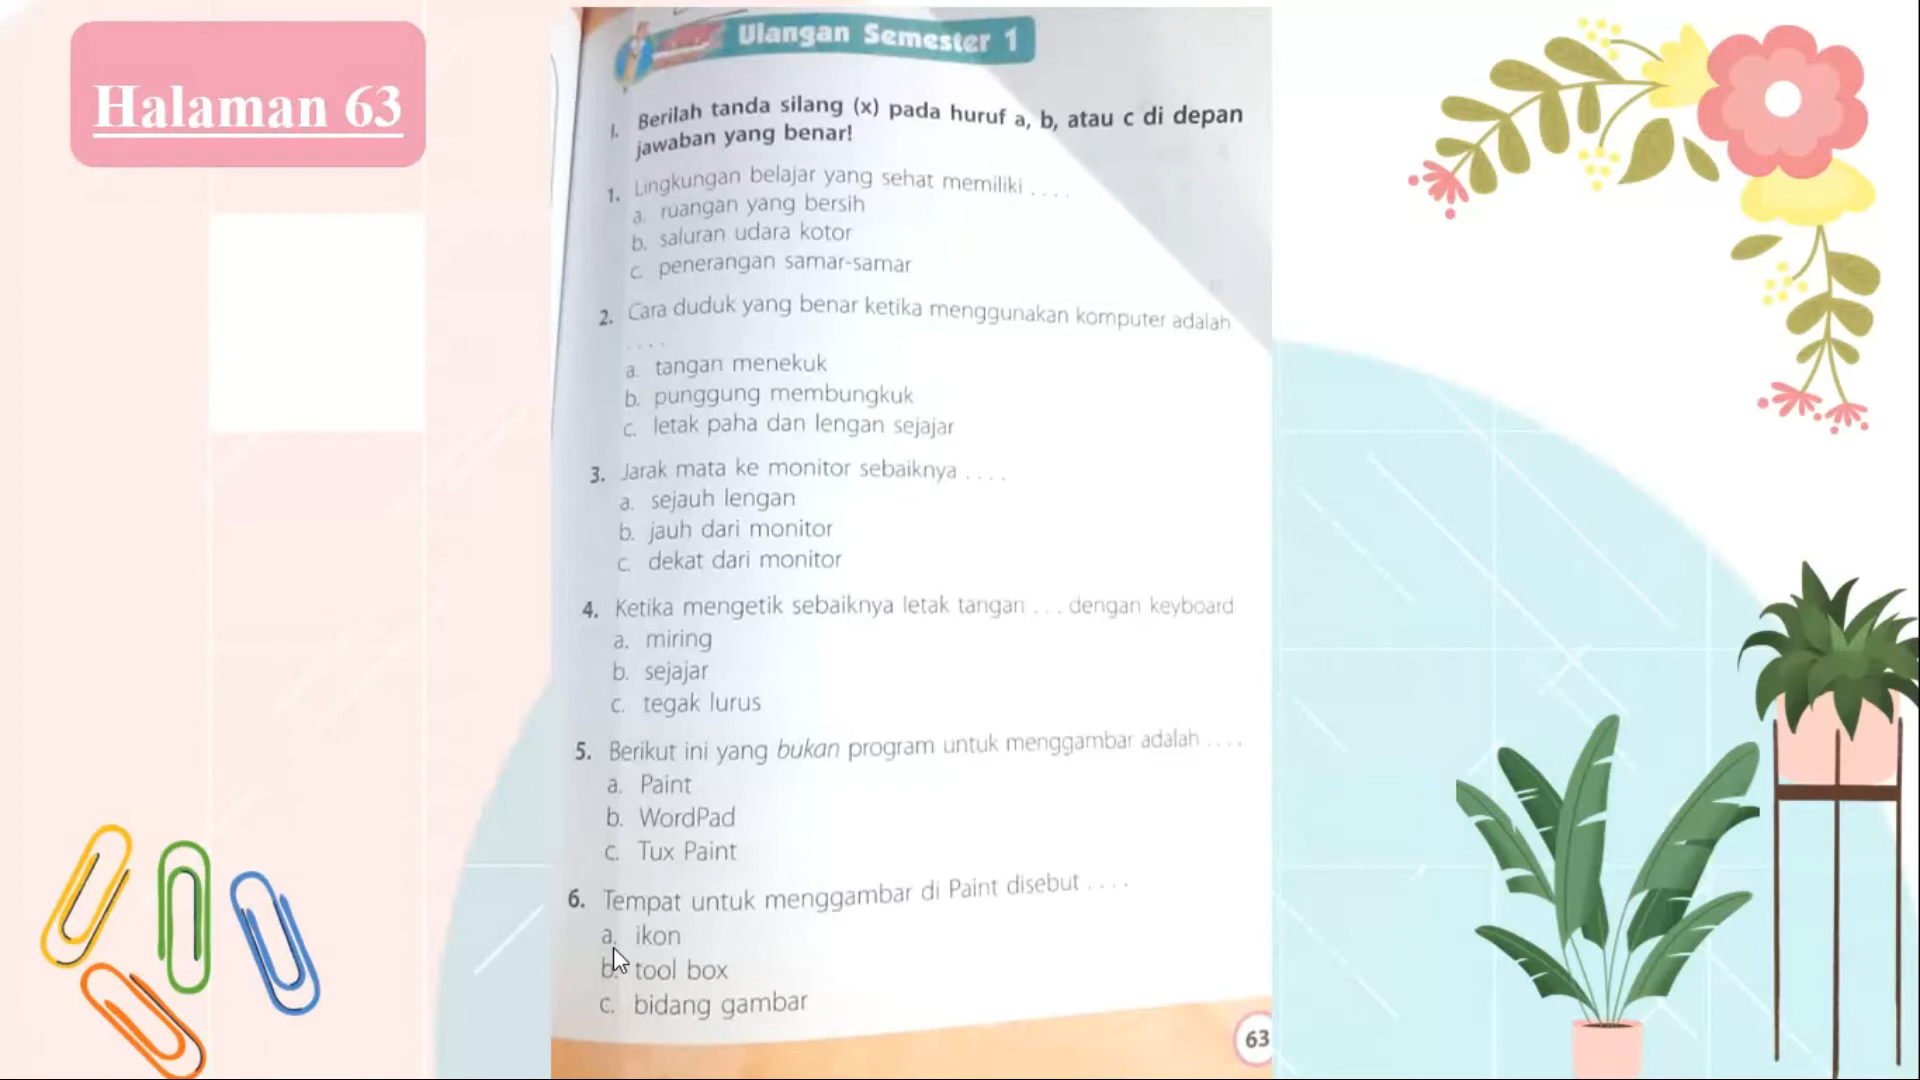 Halaman 63
Ulangan Semester 1
I. Berilah tanda silang (x) pada huruf a, b, atau c di depan
jawaban yang benar!
1. Lingkungan belajar yang sehat memiliki . . . .
a. ruangan yang bersih
b. saluran udara kotor
c. penerangan samar-samar
2. Cara duduk yang benar ketika menggunakan komputer adalah
. . . .
a. tangan menekuk
b. punggung membungkuk
c. letak paha dan lengan sejajar
3. Jarak mata ke monitor sebaiknya . . . .
a. sejauh lengan
b. jauh dari monitor
c. dekat dari monitor
4. Ketika mengetik sebaiknya letak tangan . . . dengan keyboard
a. miring
b. sejajar
c. tegak lurus
5. Berikut ini yang bukan program untuk menggambar adalah . . . .
a. Paint
b. WordPad
c. Tux Paint
6. Tempat untuk menggambar di Paint disebut . . . .
a. ikon
b. tool box
c. bidang gambar
63